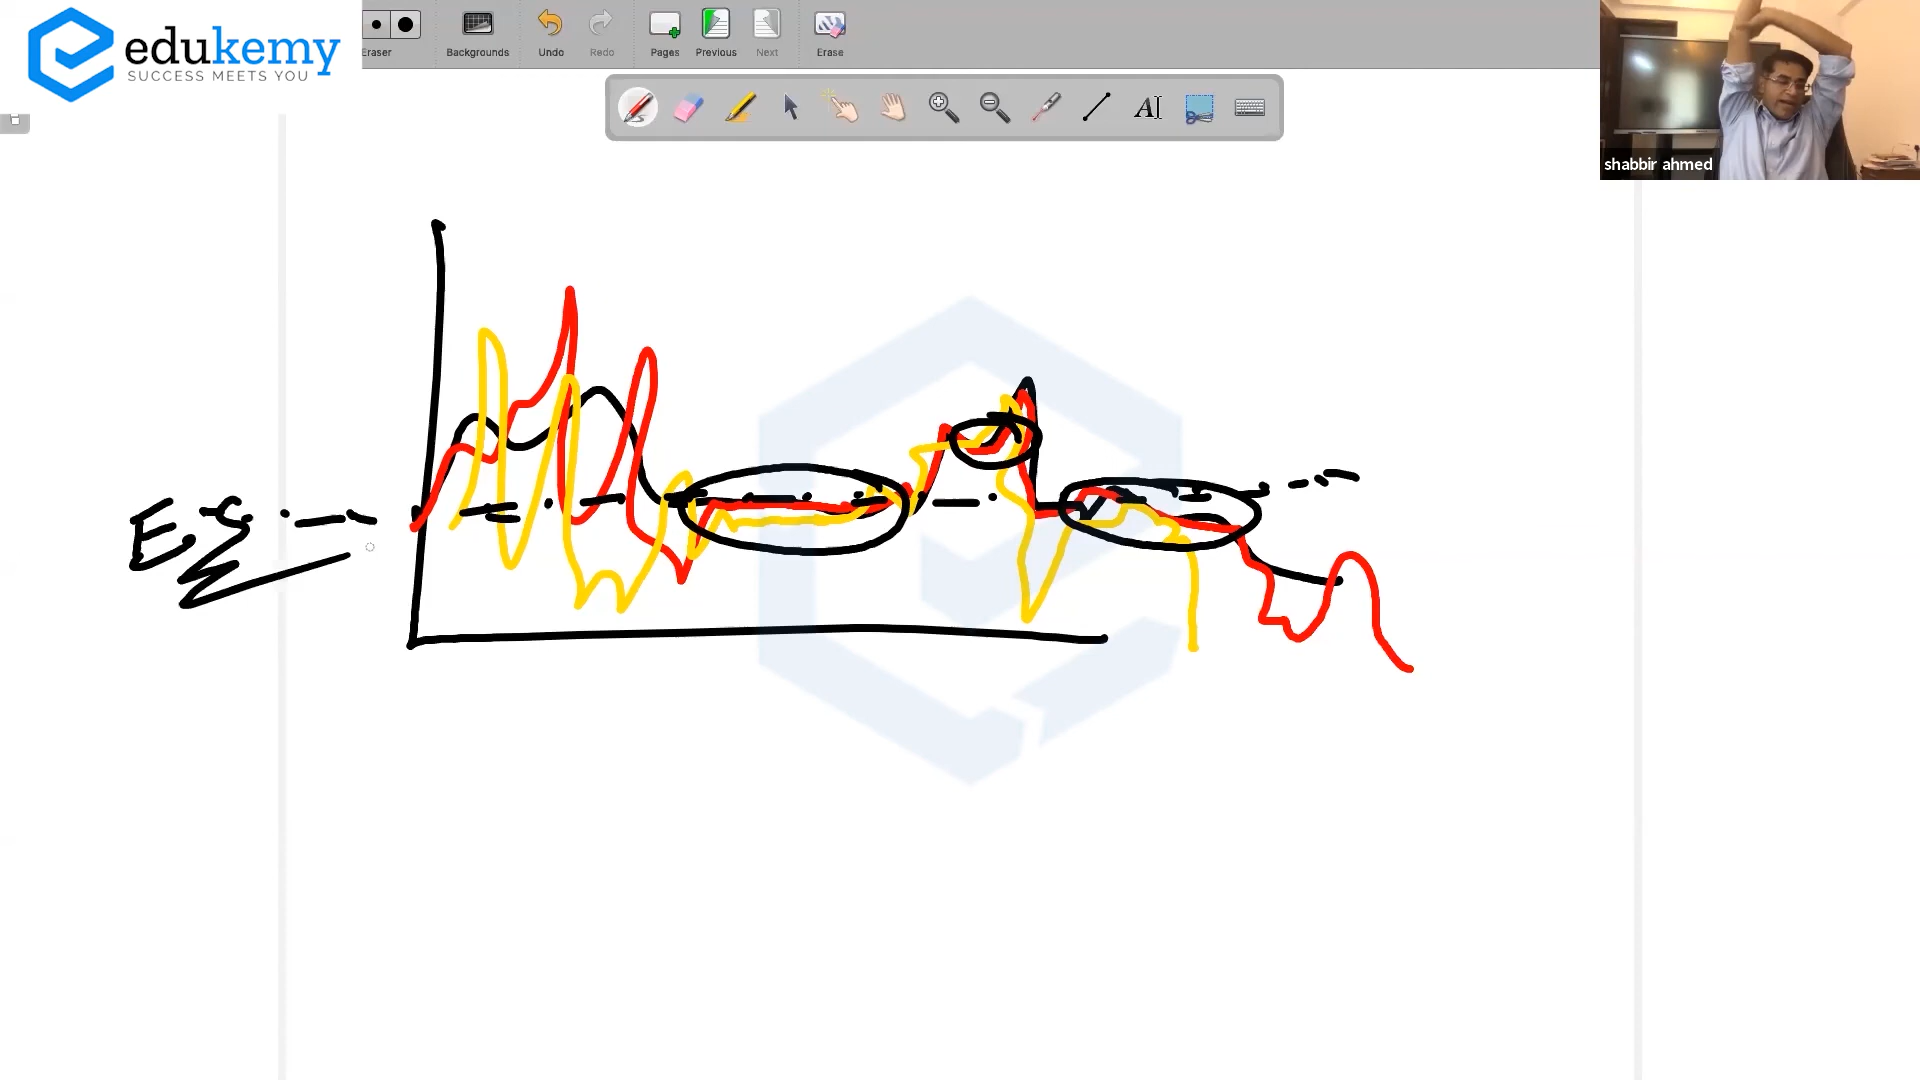 edukemy
SUCCESS MEETS YOU
Eraser
Backgrounds
Undo
Redo
Pages
Previous
Next
Erase
A
shabbir ahmed